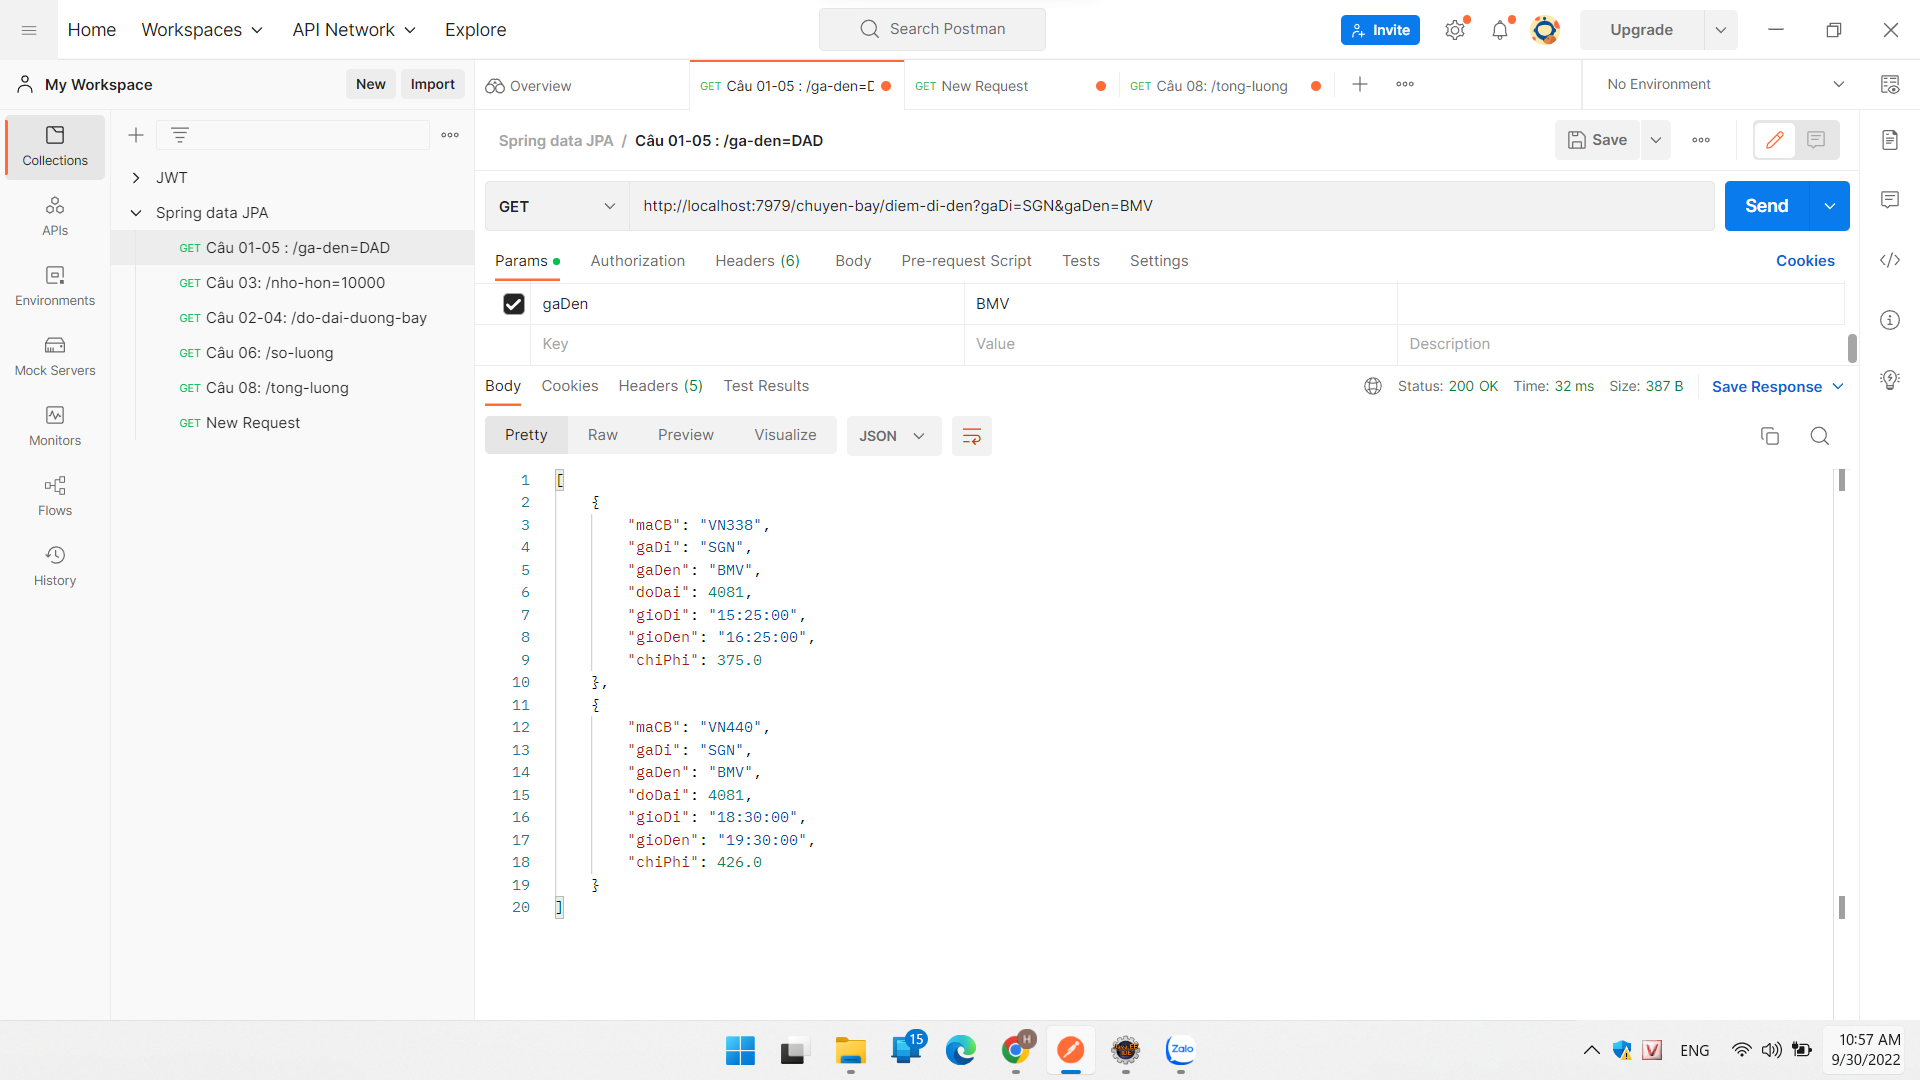 Home Workspaces API Network Explore Search Postman Invite Upgrade
My Workspace New Import Overview GET Câu 01-05 : /ga-den=D GET New Request GET Câu 08: /tong-luong No Environment
Collections
APIs
Environments
Mock Servers
Monitors
Flows
History
JWT
Spring data JPA
GET Câu 01-05 : /ga-den=DAD
GET Câu 03: /nho-hon=10000
GET Câu 02-04: /do-dai-duong-bay
GET Câu 06: /so-luong
GET Câu 08: /tong-luong
GET New Request
Spring data JPA / Câu 01-05 : /ga-den=DAD Save
GET http://localhost:7979/chuyen-bay/diem-di-den?gaDi=SGN&gaDen=BMV Send
Params Authorization Headers (6) Body Pre-request Script Tests Settings Cookies
gaDen BMV
Key Value Description
Body Cookies Headers (5) Test Results Status: 200 OK Time: 32 ms Size: 387 B Save Response
Pretty Raw Preview Visualize JSON
1 [
2 {
3 "maCB": "VN338",
4 "gaDi": "SGN",
5 "gaDen": "BMV",
6 "doDai": 4081,
7 "gioDi": "15:25:00",
8 "gioDen": "16:25:00",
9 "chiPhi": 375.0
10 },
11 {
12 "maCB": "VN440",
13 "gaDi": "SGN",
14 "gaDen": "BMV",
15 "doDai": 4081,
16 "gioDi": "18:30:00",
17 "gioDen": "19:30:00",
18 "chiPhi": 426.0
19 }
20 ]
15 H Zalo V ENG 10:57 AM
9/30/2022